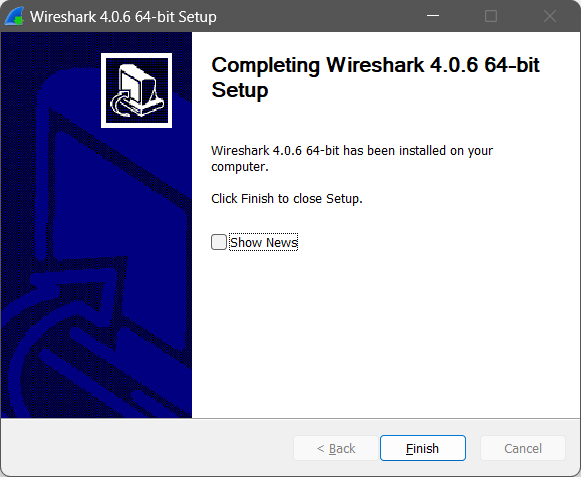 Wireshark 4.0.6 64-bit Setup
Completing Wireshark 4.0.6 64-bit
Setup
Wireshark 4.0.6 64-bit has been installed on your
computer.
Click Finish to close Setup.
Show News
< Back
Finish
Cancel